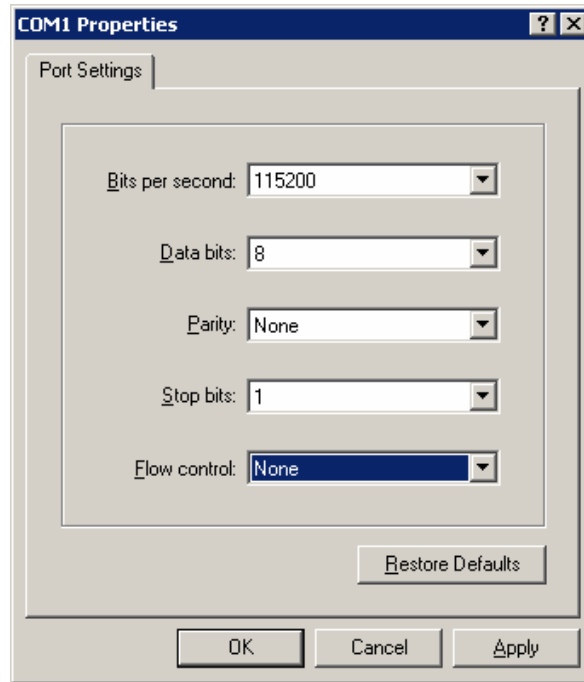 COM1 Properties
Port Settings
Bits per second: 115200
Data bits: 8
Parity: None
Stop bits: 1
Flow control: None
Restore Defaults
OK Cancel Apply